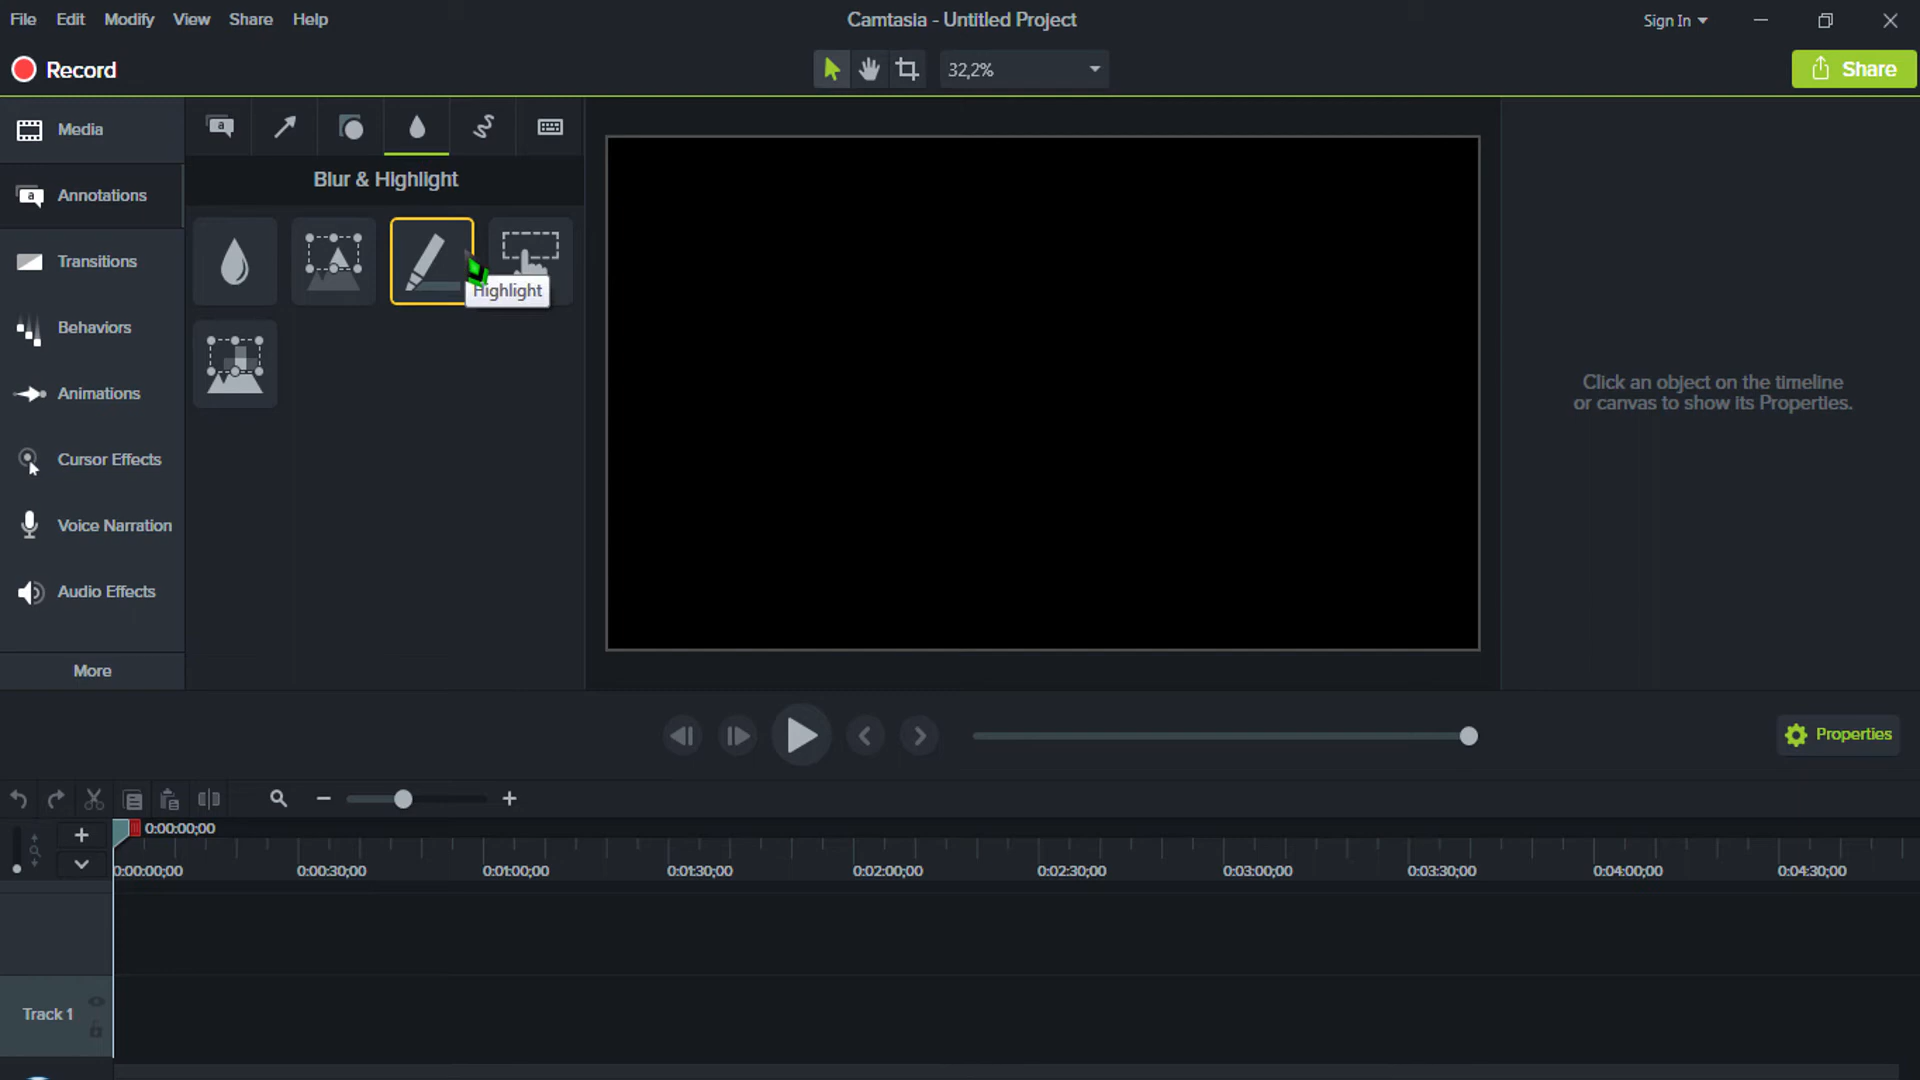 File Edit Modify View Share Help
Camtasia - Untitled Project
Sign In
Record
32,2%
Share
Media
Annotations
Transitions
Behaviors
Animations
Cursor Effects
Voice Narration
Audio Effects
More
a
a
Blur & Highlight
Highlight
Click an object on the timeline
or canvas to show its Properties.
Properties
0:00:00;00
0:00:00;00 0:00:30;00 0:01:00;00 0:01:30;00 0:02:00;00 0:02:30;00 0:03:00;00 0:03:30;00 0:04:00;00 0:04:30;00
Track 1